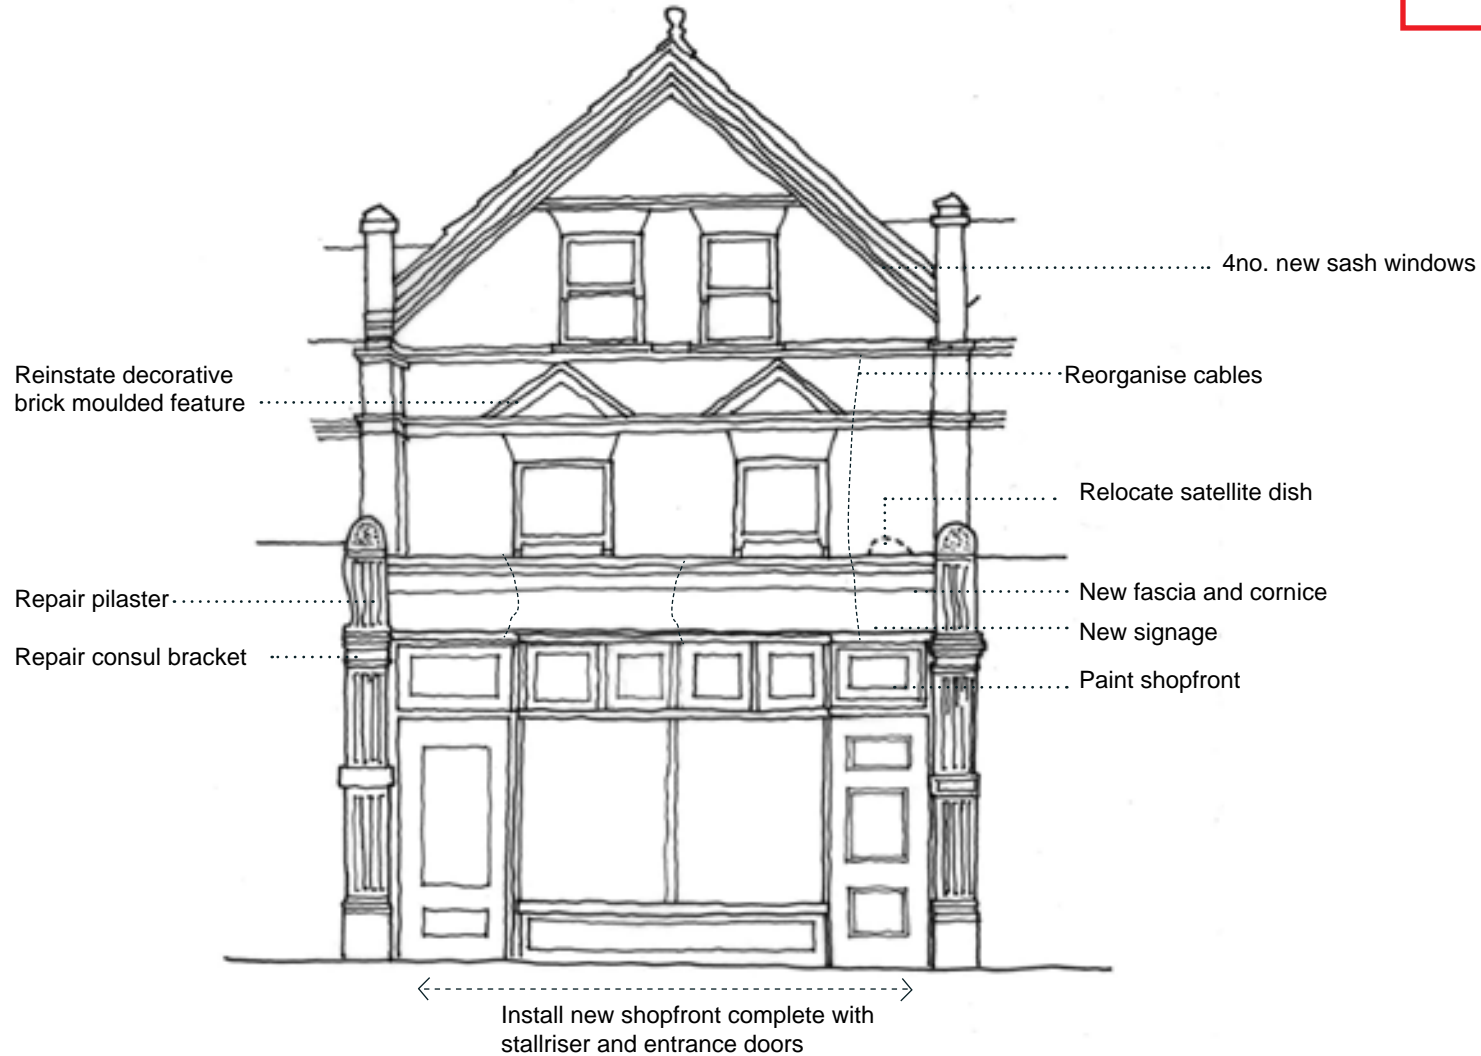 4no. new sash windows
Reinstate decorative
brick moulded feature
Reorganise cables
Relocate satellite dish
Repair pilaster
New fascia and cornice
New signage
Repair consul bracket
Paint shopfront
Install new shopfront complete with
stallriser and entrance doors